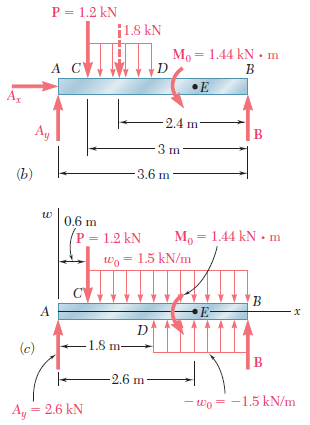 P = 1.2 kN
1.8 kN
M₀ = 1.44 kN • m
A C D B
E
Aₓ
2.4 m
Aᵧ B
3 m
(b) 3.6 m
w 0.6 m
P = 1.2 kN M₀ = 1.44 kN • m
w₀ = 1.5 kN/m
C B
A E x
D
(c) 1.8 m
B
2.6 m
Aᵧ = 2.6 kN − w₀ = −1.5 kN/m